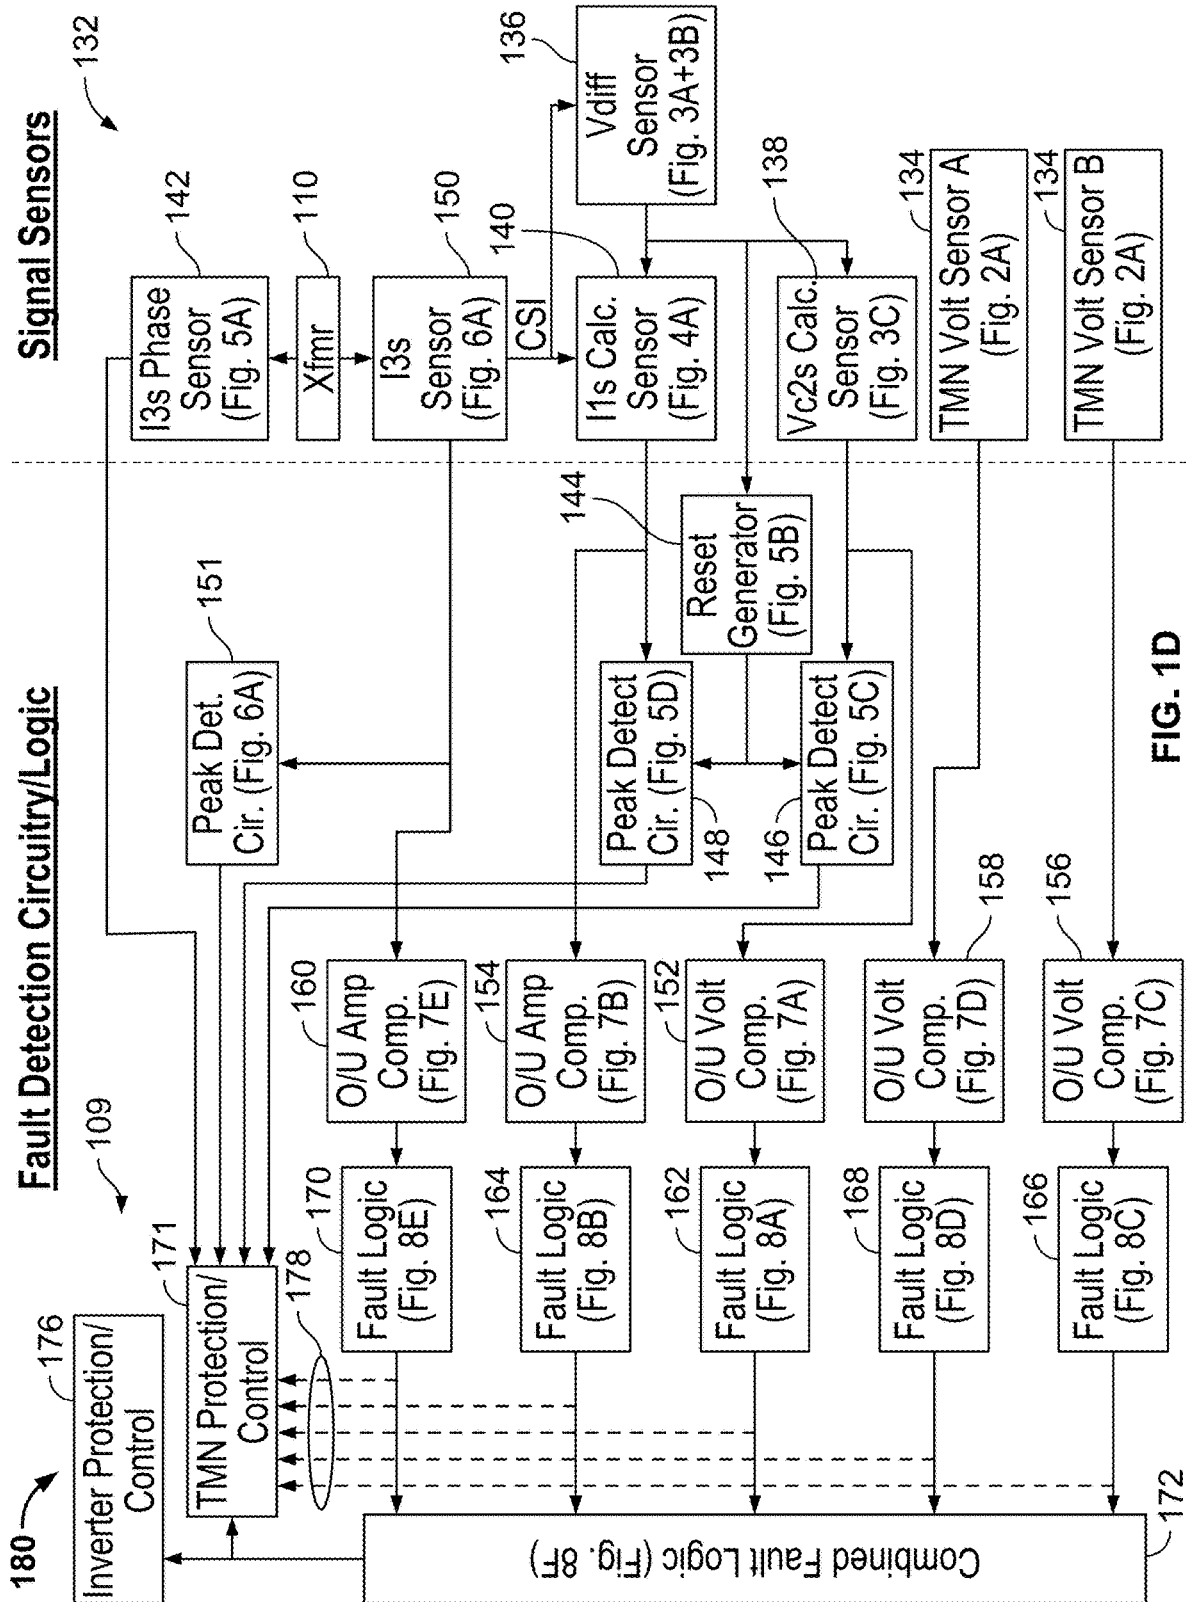 Signal Sensors
132
142
I3s Phase
Sensor
(Fig. 5A)
110
Xfmr
150
I3s
Sensor
(Fig. 6A)
CSI
136
Vdiff
Sensor
(Fig. 3A+3B)
140
I1s Calc.
Sensor
(Fig. 4A)
138
Vc2s Calc.
Sensor
(Fig. 3C)
134
TMN Volt Sensor A
(Fig. 2A)
134
TMN Volt Sensor B
(Fig. 2A)
Fault Detection Circuitry/Logic
109
151
Peak Det.
Cir. (Fig. 6A)
144
Reset
Generator
(Fig. 5B)
Peak Detect
Cir. (Fig. 5D)
148
146
Peak Detect
Cir. (Fig. 5C)
160
O/U Amp
Comp.
(Fig. 7E)
154
O/U Amp
Comp.
(Fig. 7B)
152
O/U Volt
Comp.
(Fig. 7A)
158
O/U Volt
Comp.
(Fig. 7D)
156
O/U Volt
Comp.
(Fig. 7C)
170
Fault Logic
(Fig. 8E)
164
Fault Logic
(Fig. 8B)
162
Fault Logic
(Fig. 8A)
168
Fault Logic
(Fig. 8D)
166
Fault Logic
(Fig. 8C)
171
TMN Protection/
Control
178
180
176
Inverter Protection/
Control
Combined Fault Logic (Fig. 8F)
172
FIG. 1D